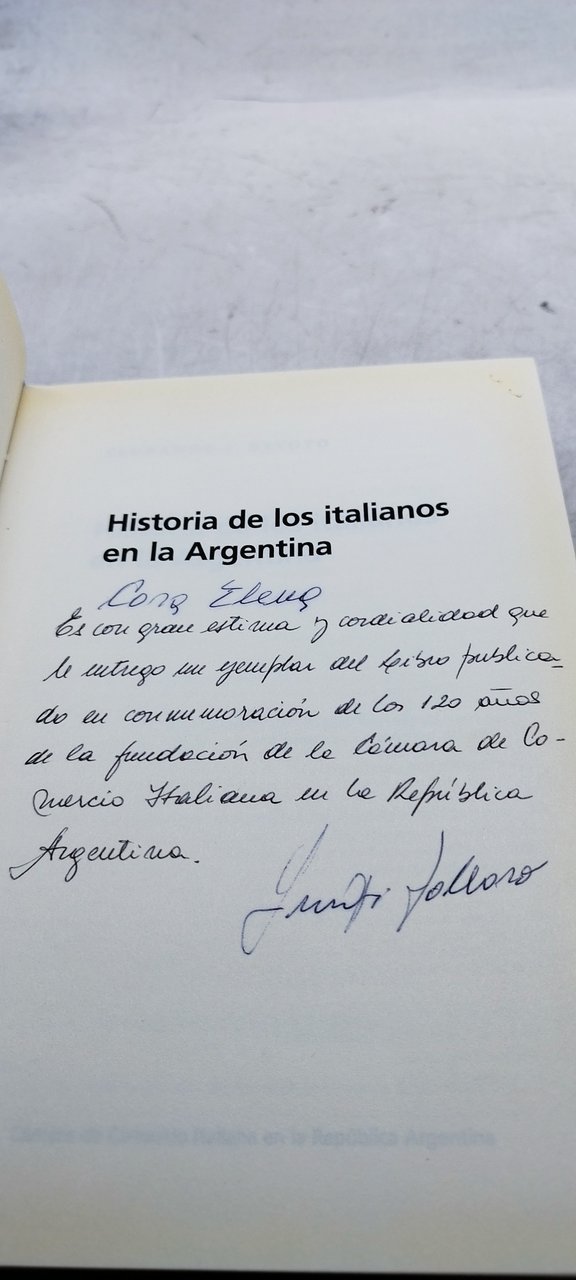 Historia de los italianos
en la Argentina
Cora Elena
Es con gran estima y cordialidad que
le entrego un ejemplar del libro publica-
do en conmemoración de los 120 años
de la fundación de la Cámara de Co-
mercio Italiana en la República
Argentina.
Cámara de Comercio Italiana en la República Argentina